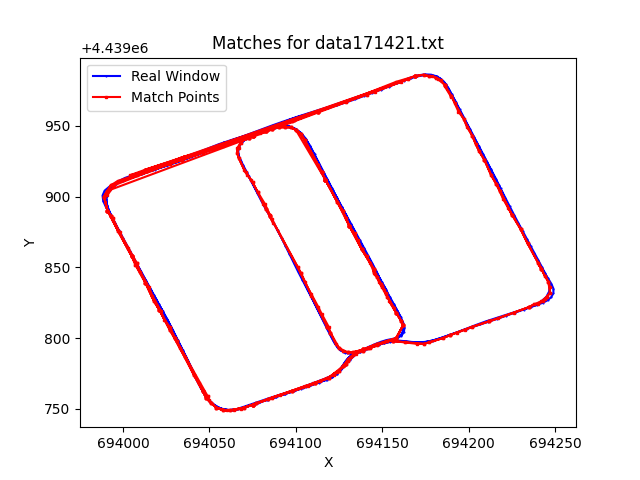 Matches for data171421.txt
+4.439e6
Real Window
Match Points
950
900
850
800
750
Y
694000 694050 694100 694150 694200 694250
X